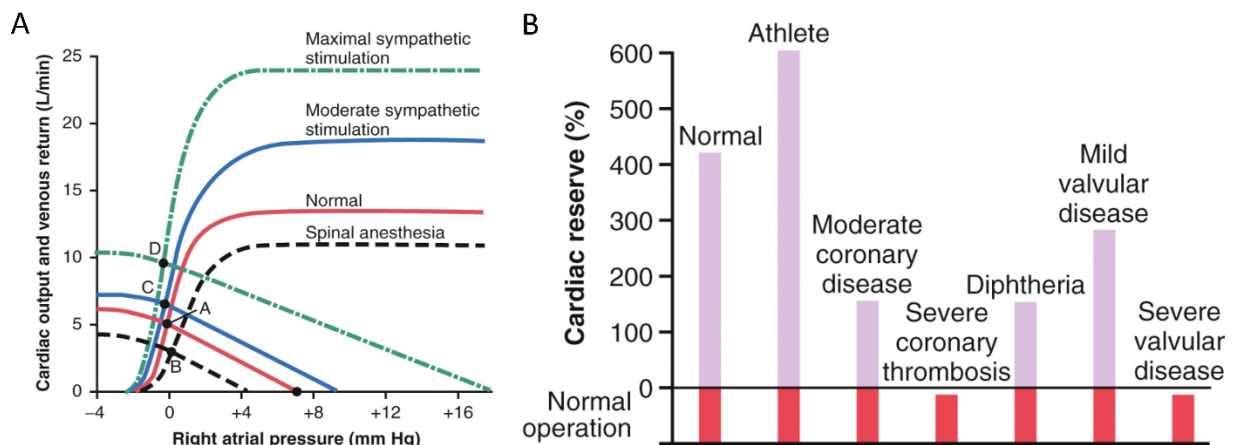 A
Cardiac output and venous return (L/min)
25
20
15
10
5
0
Maximal sympathetic
stimulation
Moderate sympathetic
stimulation
Normal
Spinal anesthesia
D
C
A
B
−4
0
+4
+8
+12
+16
Right atrial pressure (mm Hg)
B
Cardiac reserve (%)
600
500
400
300
200
100
0
Normal
operation
Normal
Athlete
Moderate
coronary
disease
Severe
coronary
thrombosis
Diphtheria
Mild
valvular
disease
Severe
valvular
disease